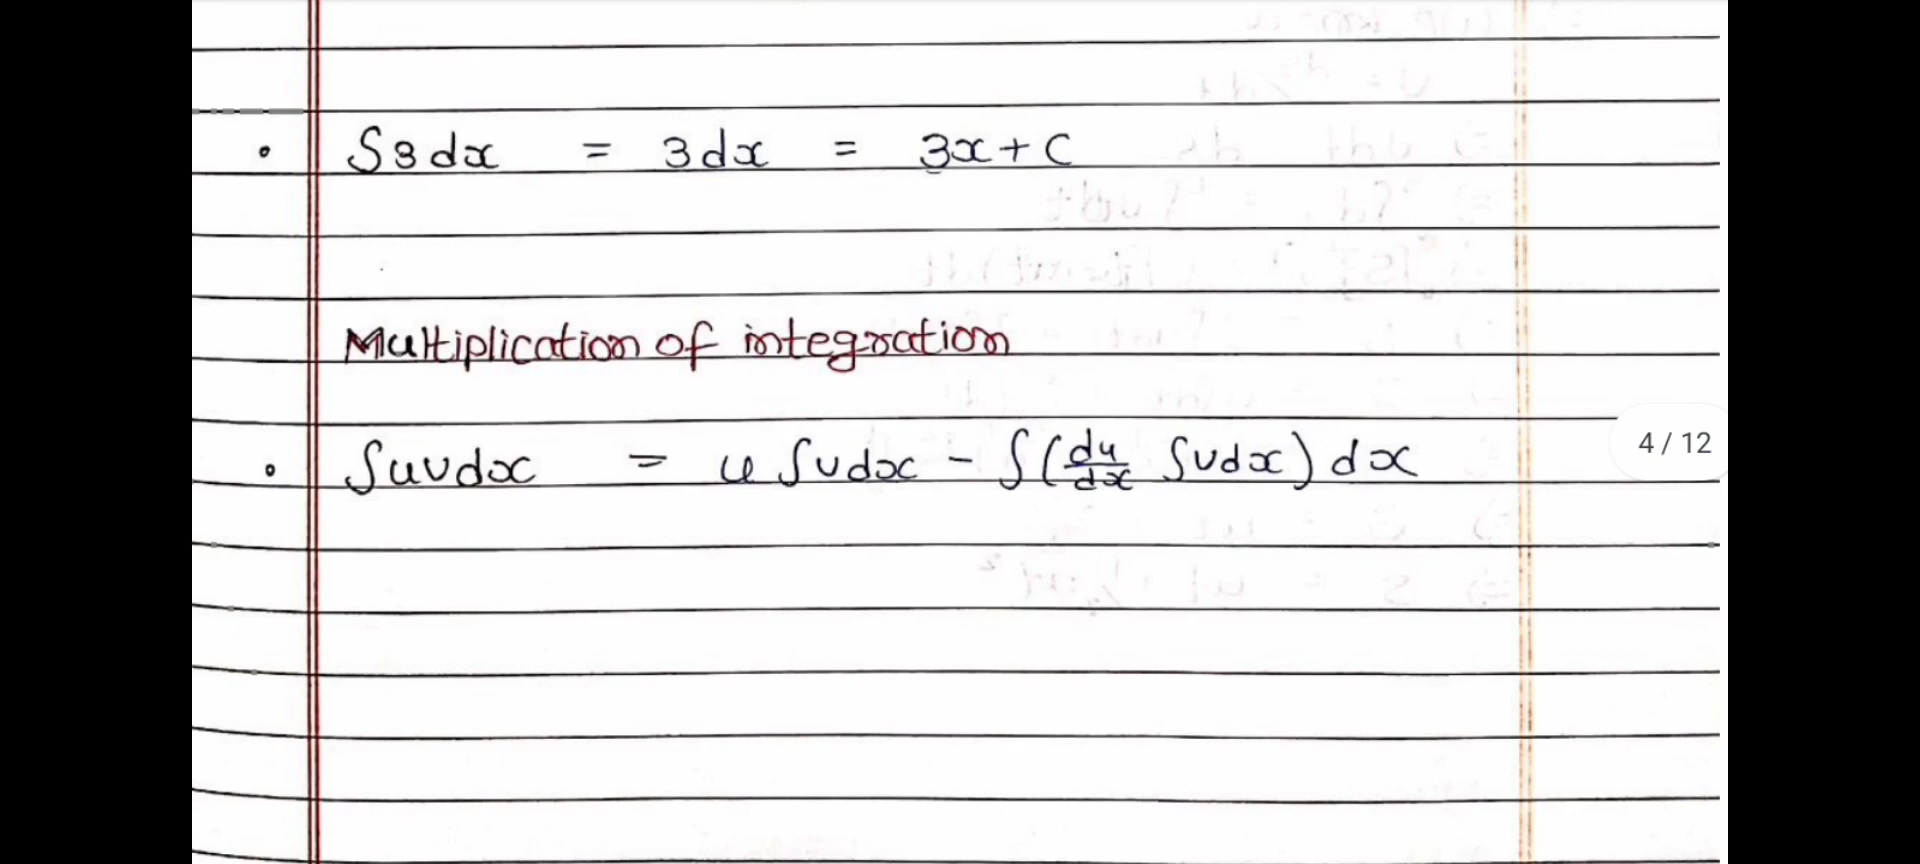 • ∫3dx = 3dx = 3x + C
Multiplication of integration
• ∫uvdx = u∫vdx - ∫(du/dx ∫vdx) dx
4 / 12